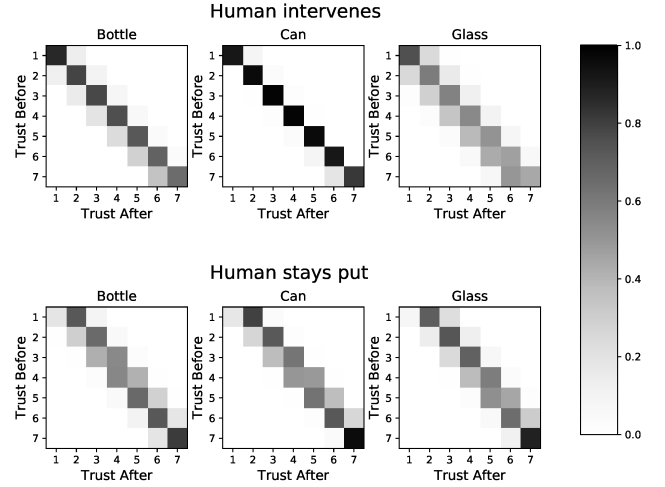 Human intervenes
Bottle Can Glass
Trust Before
1
2
3
4
5
6
7
1 2 3 4 5 6 7
Trust After
Trust Before
1
2
3
4
5
6
7
1 2 3 4 5 6 7
Trust After
Trust Before
1
2
3
4
5
6
7
1 2 3 4 5 6 7
Trust After
Human stays put
Bottle Can Glass
Trust Before
1
2
3
4
5
6
7
1 2 3 4 5 6 7
Trust After
Trust Before
1
2
3
4
5
6
7
1 2 3 4 5 6 7
Trust After
Trust Before
1
2
3
4
5
6
7
1 2 3 4 5 6 7
Trust After
1.0
0.8
0.6
0.4
0.2
0.0